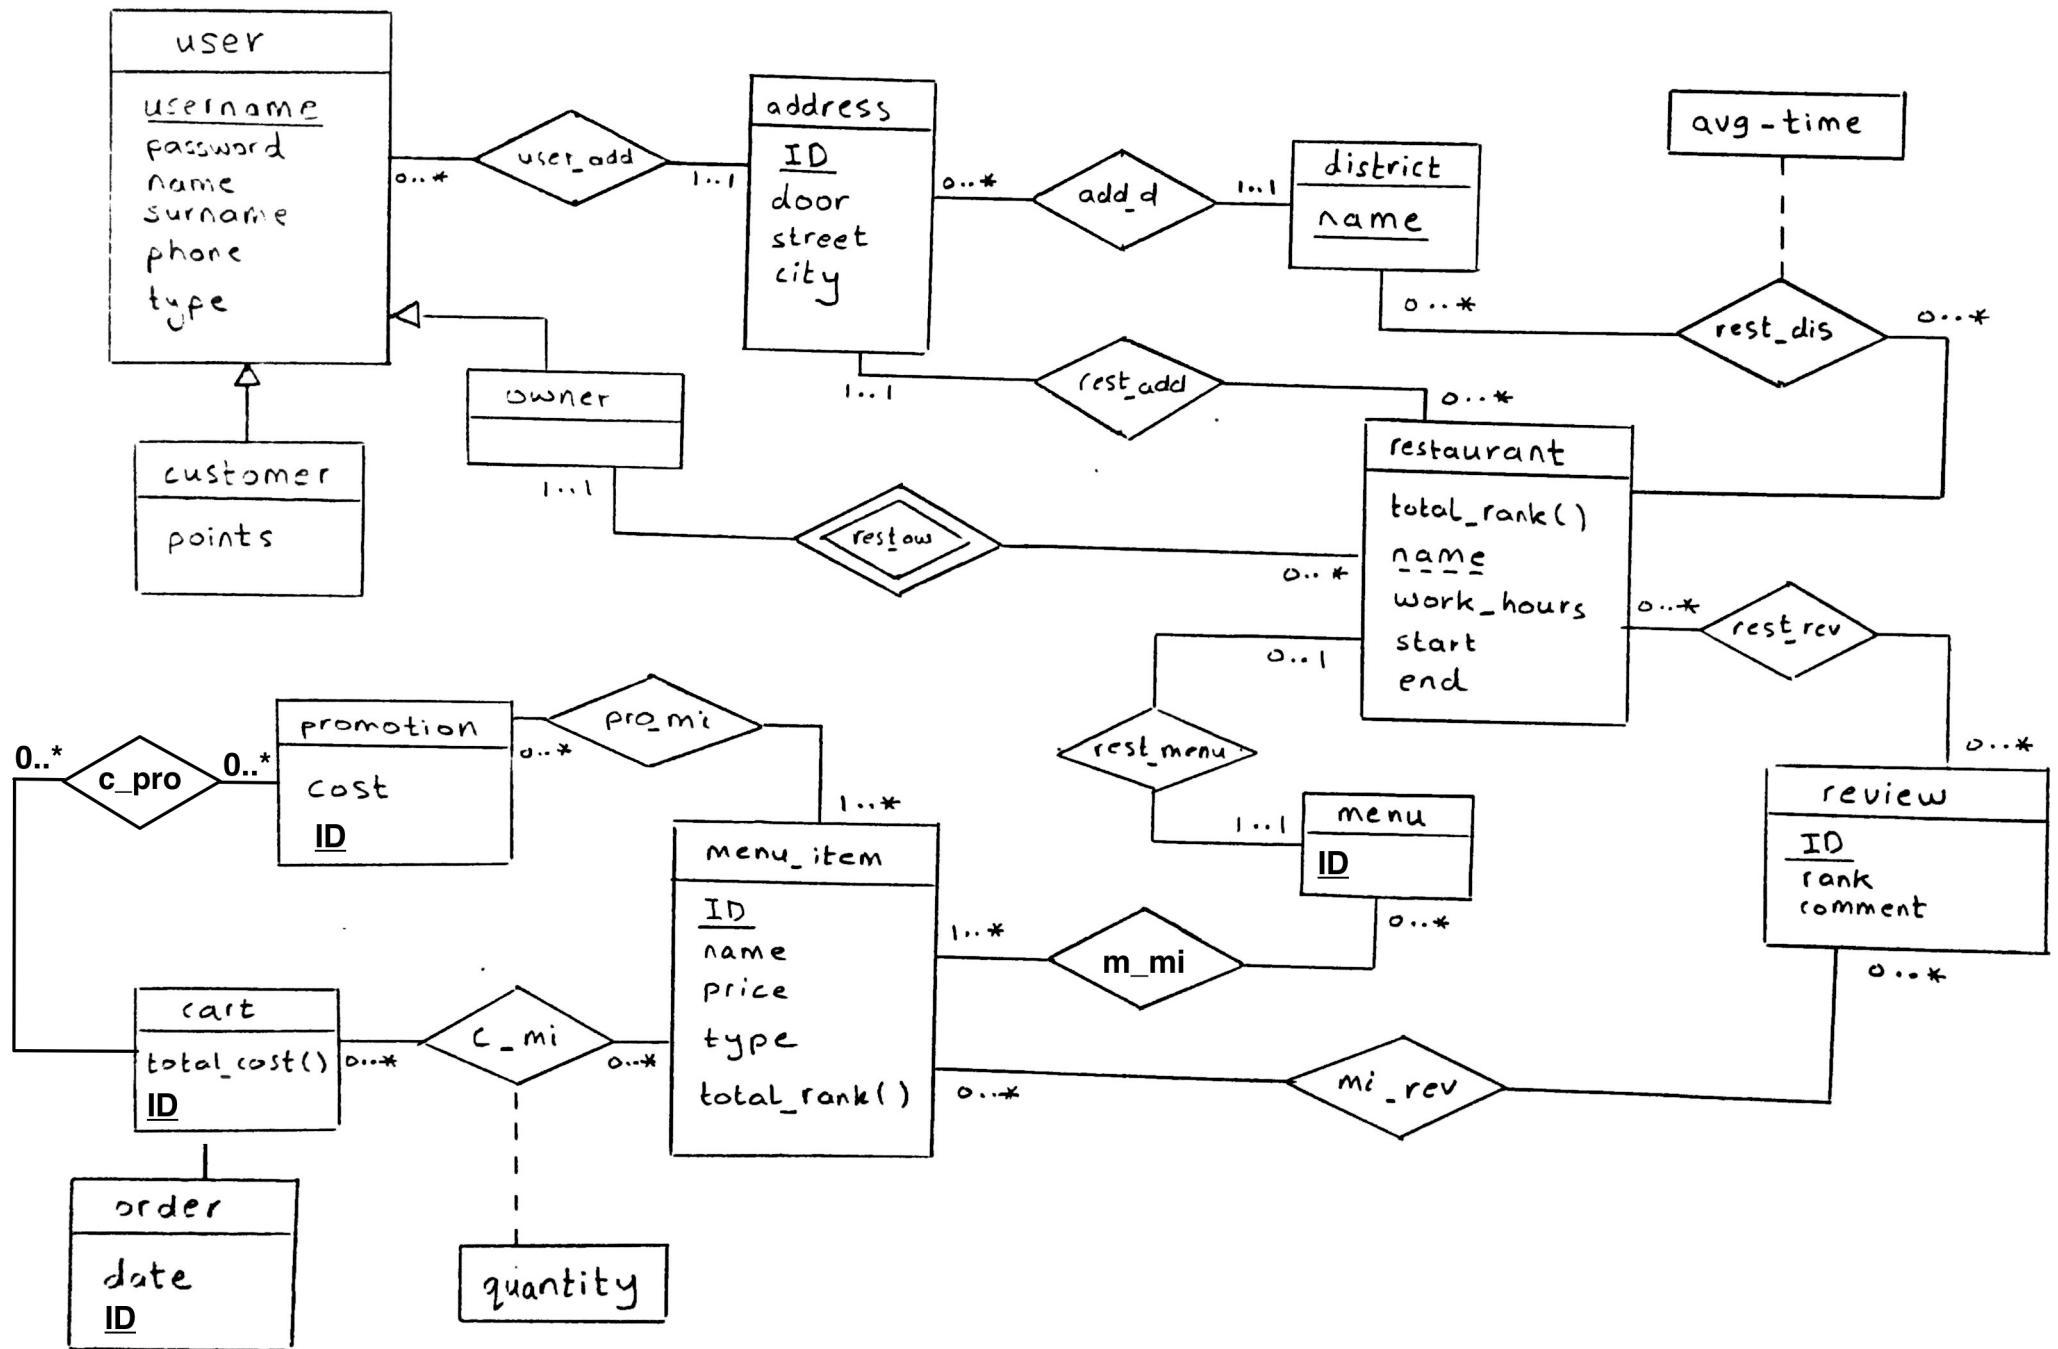 user
username
password
name
surname
phone
type
0..*
user_add
1..1
address
ID
door
street
city
0..*
add_d
1..1
district
name
avg-time
0..*
rest_dis
0..*
1..1
rest_add
0..*
owner
customer
points
1..1
rest_ow
0..*
restaurant
total_rank()
name
work_hours
start
end
0..*
rest_rev
0..*
0..1
rest_menu
1..1
menu
ID
0..*
review
ID
rank
comment
0..*
0..*
c_pro
0..*
promotion
cost
ID
0..*
pro_mi
1..*
menu_item
ID
name
price
type
total_rank()
1..*
m_mi
0..*
mi_rev
cart
total_cost()
ID
0..*
c_mi
0..*
order
date
ID
quantity